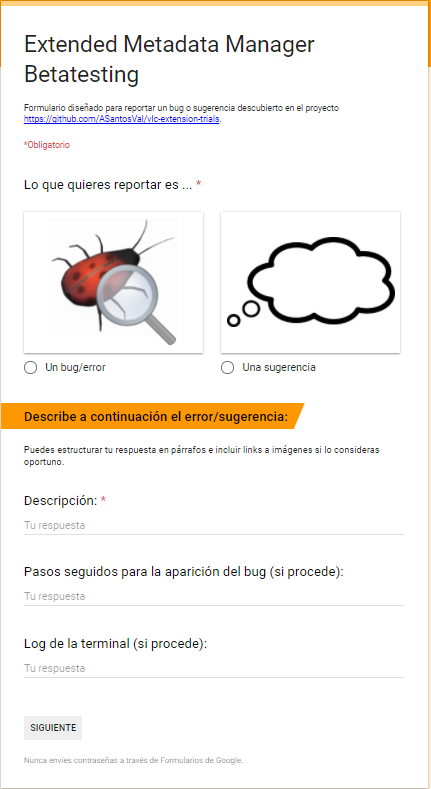 Extended Metadata Manager
Betatesting
Formulario diseñado para reportar un bug o sugerencia descubierto en el proyecto
https://github.com/ASantosVal/vlc-extension-trials.
*Obligatorio
Lo que quieres reportar es ... *
Un bug/error
Una sugerencia
Describe a continuación el error/sugerencia:
Puedes estructurar tu respuesta en párrafos e incluir links a imágenes si lo consideras
oportuno.
Descripción: *
Tu respuesta
Pasos seguidos para la aparición del bug (si procede):
Tu respuesta
Log de la terminal (si procede):
Tu respuesta
SIGUIENTE
Nunca envíes contraseñas a través de Formularios de Google.